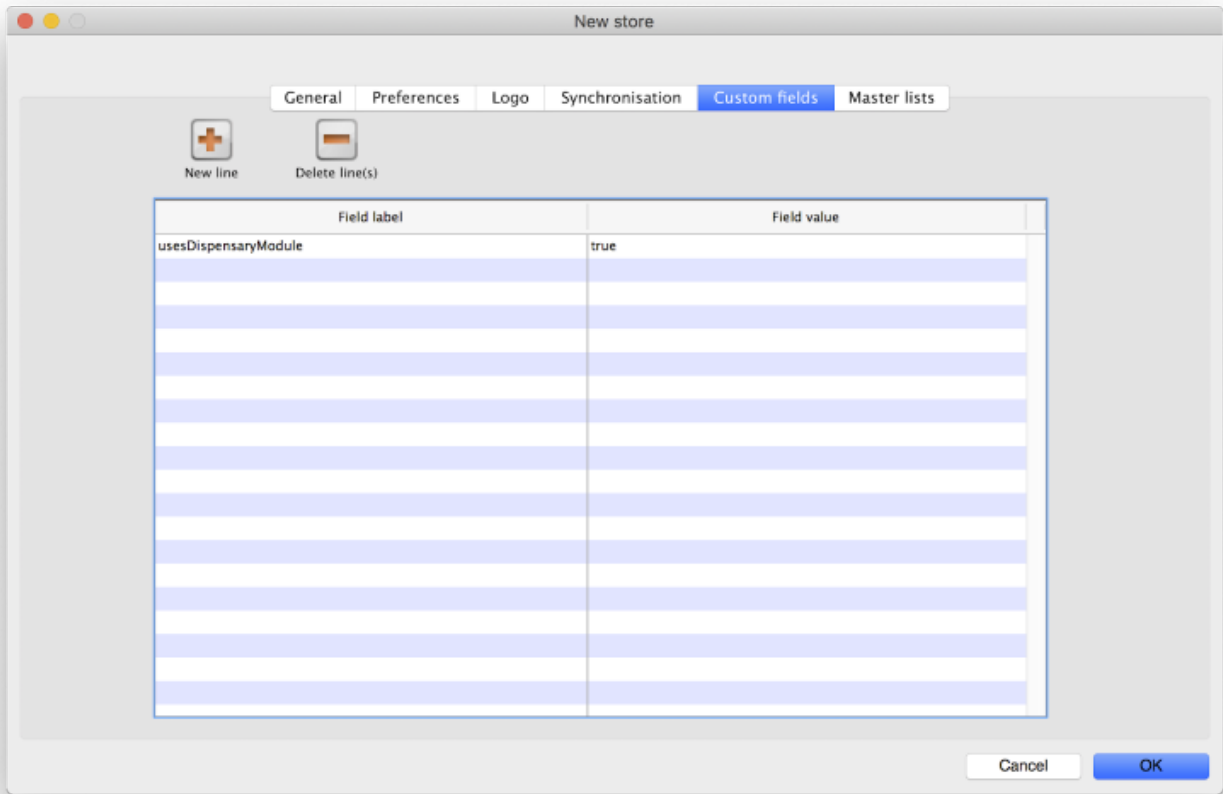 New store
General Preferences Logo Synchronisation Custom fields Master lists
New line Delete line(s)
Field label Field value
usesDispensaryModule true
Cancel OK